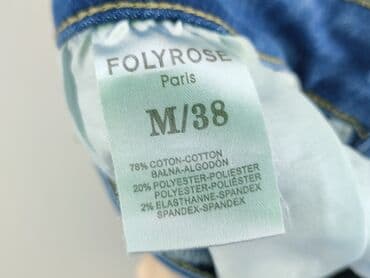 FOLYROSE
Paris
M/38
78% COTON-COTTON
BALNA-ALGODÓN
20% POLYESTER-POLIESTER
POLYESTER-POLIÉSTER
2% ELASTHANNE-SPANDEX
SPANDEX-SPANDEX